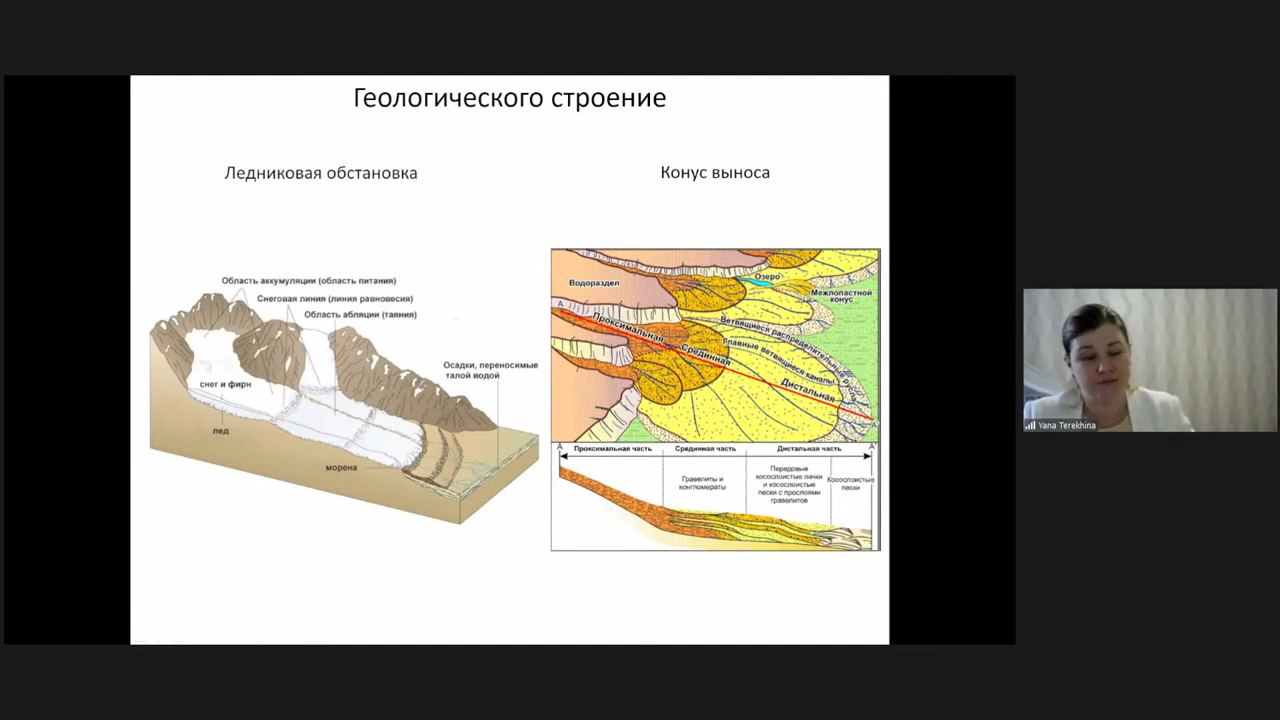 Геологического строение
Ледниковая обстановка
Конус выноса
Область аккумуляции (область питания)
Снеговая линия (линия равновесия)
Область абляции (таяния)
Осадки, переносимые
талой водой
снег и фирн
лед
морена
Озеро
Водораздел
Межлопастной
конус
A
Проксимальная
Срединная
Дистальная
Ветвящиеся распределительные русла
Главные ветвящиеся каналы
A'
A
Проксимальная часть
Срединная часть
Дистальная часть
A'
Гравелиты и
конгломераты
Передовые
косослоистые пачки
и косослоистые
пески с прослоями
гравелитов
Косослоистые
пески
Yana Terekhina